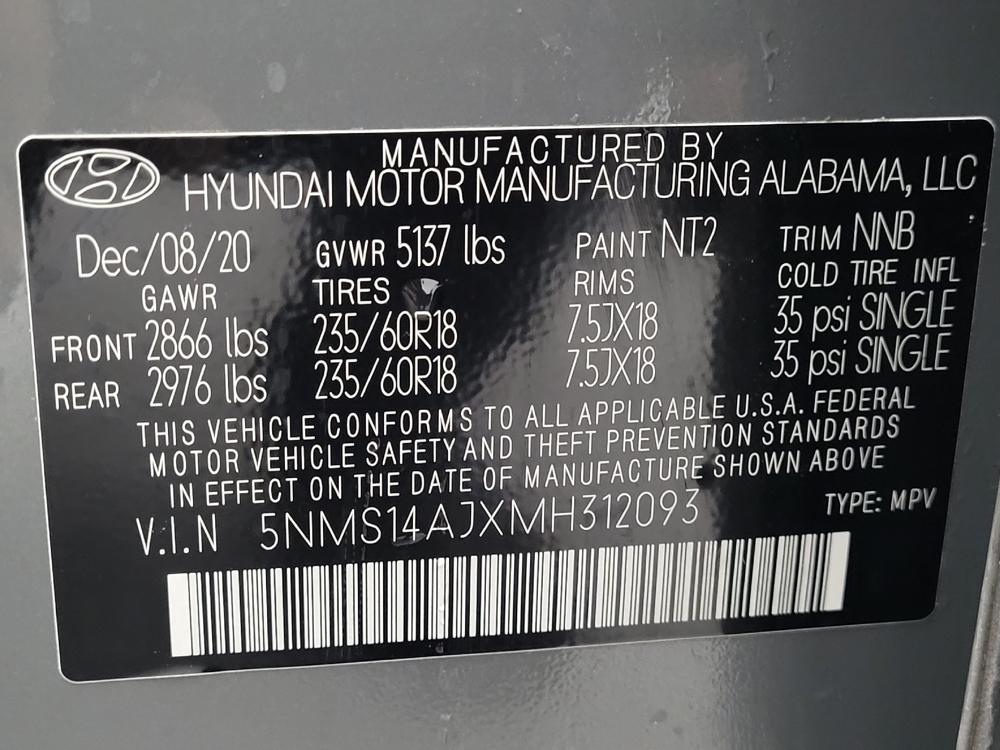 MANUFACTURED BY
HYUNDAI MOTOR MANUFACTURING ALABAMA, LLC
Dec/08/20 GVWR 5137 lbs PAINT NT2 TRIM NNB
GAWR TIRES RIMS COLD TIRE INFL
FRONT 2866 lbs 235/60R18 7.5JX18 35 psi SINGLE
REAR 2976 lbs 235/60R18 7.5JX18 35 psi SINGLE
THIS VEHICLE CONFORMS TO ALL APPLICABLE U.S.A. FEDERAL
MOTOR VEHICLE SAFETY AND THEFT PREVENTION STANDARDS
IN EFFECT ON THE DATE OF MANUFACTURE SHOWN ABOVE
V.I.N 5NMS14AJXMH312093 TYPE: MPV